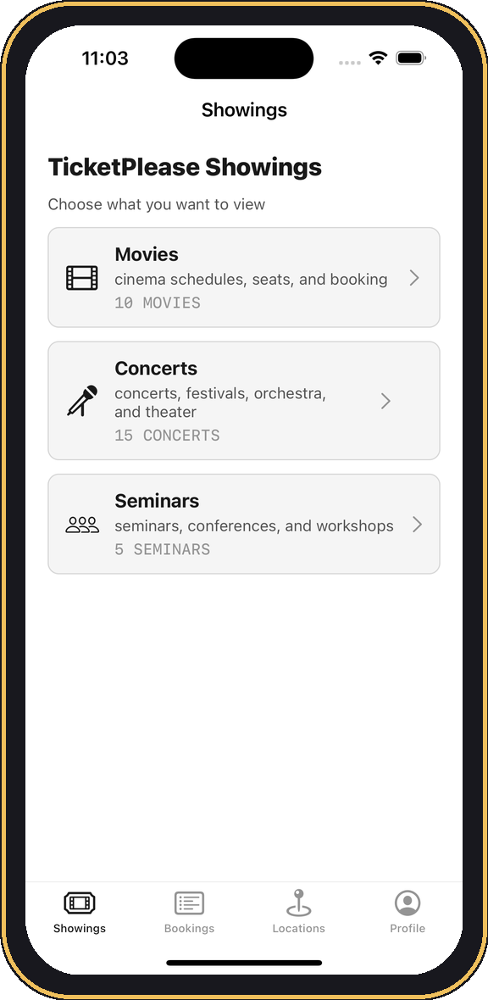 11:03
Showings
TicketPlease Showings
Choose what you want to view
Movies
cinema schedules, seats, and booking
10 MOVIES
Concerts
concerts, festivals, orchestra,
and theater
15 CONCERTS
Seminars
seminars, conferences, and workshops
5 SEMINARS
Showings
Bookings
Locations
Profile